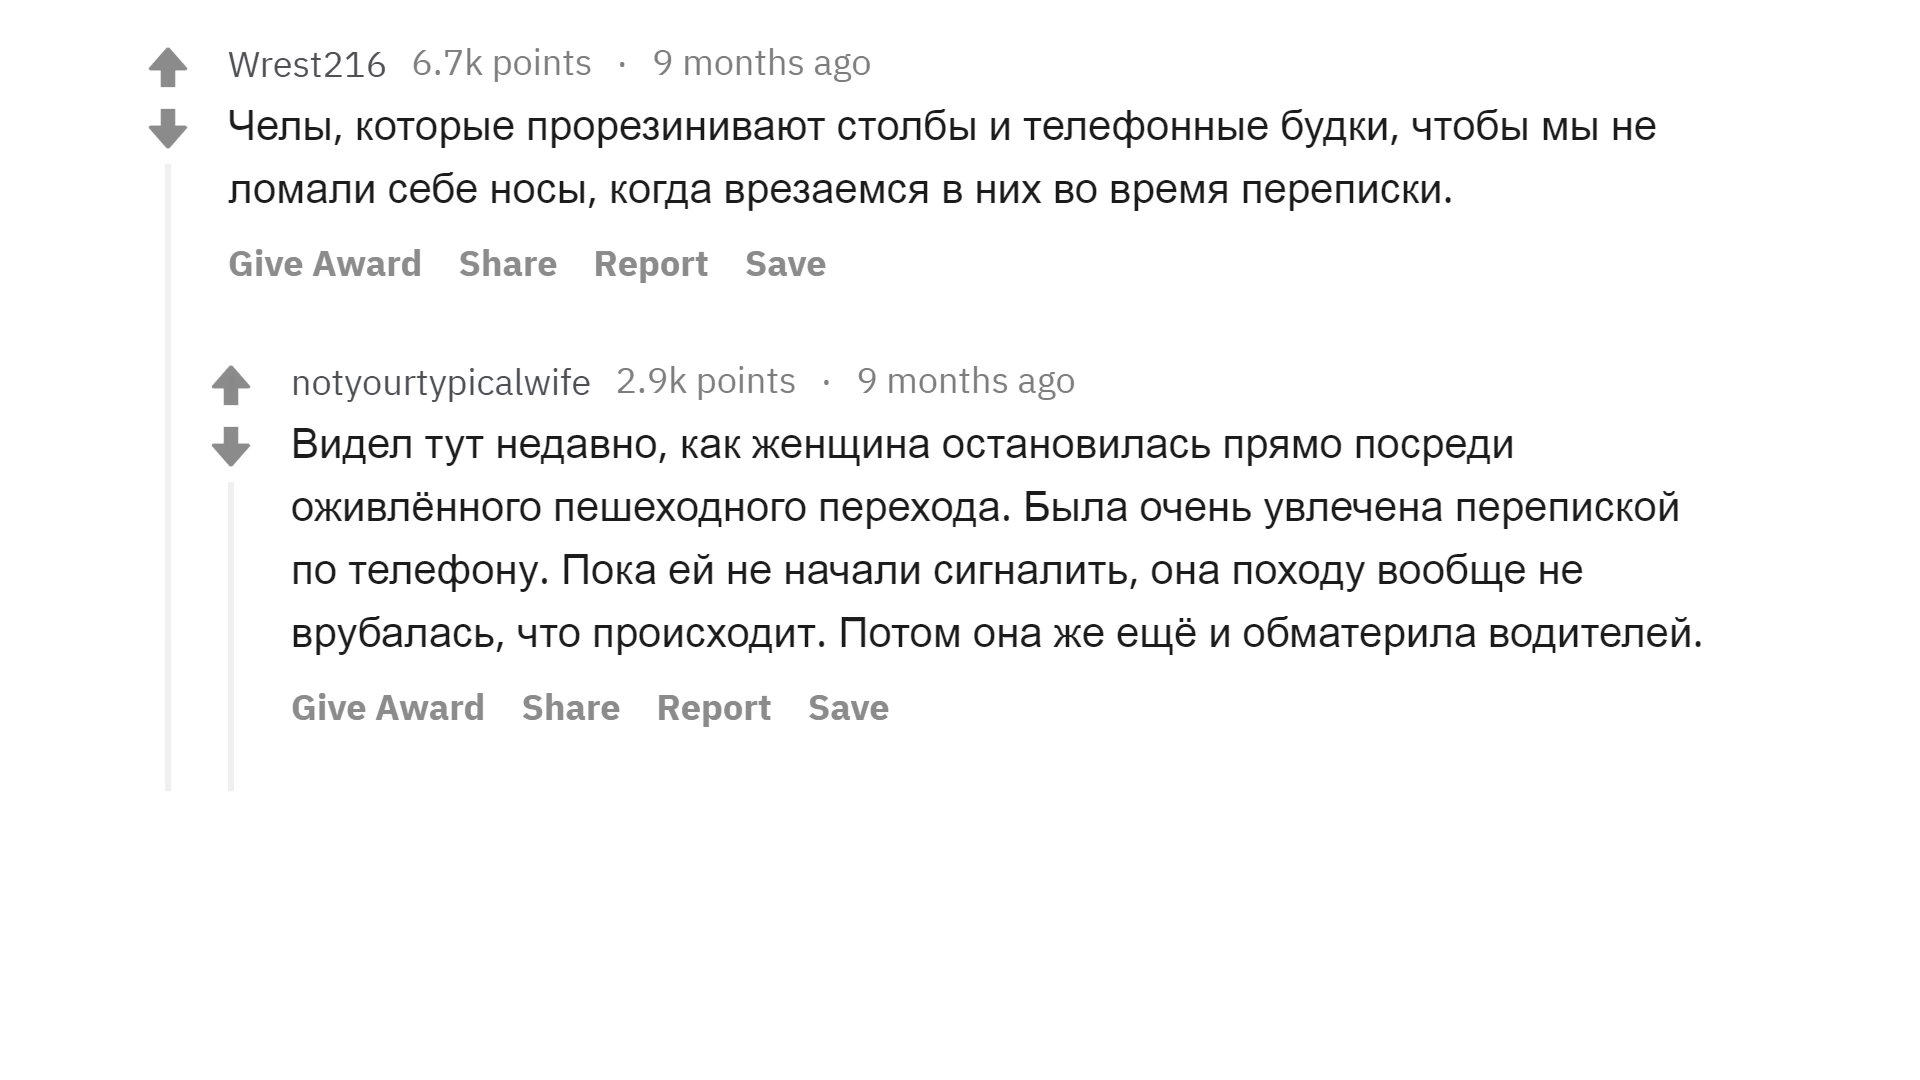 Wrest216 6.7k points · 9 months ago
Челы, которые прорезинивают столбы и телефонные будки, чтобы мы не
ломали себе носы, когда врезаемся в них во время переписки.
Give Award Share Report Save
notyourtypicalwife 2.9k points · 9 months ago
Видел тут недавно, как женщина остановилась прямо посреди
оживлённого пешеходного перехода. Была очень увлечена перепиской
по телефону. Пока ей не начали сигналить, она походу вообще не
врубалась, что происходит. Потом она же ещё и обматерила водителей.
Give Award Share Report Save